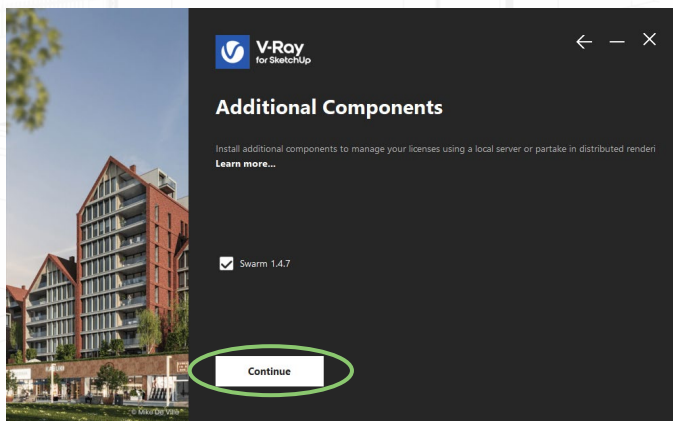 V-Ray
for SketchUp
Additional Components
Install additional components to manage your licenses using a local server or partake in distributed renderi
Learn more...
Swarm 1.4.7
Continue